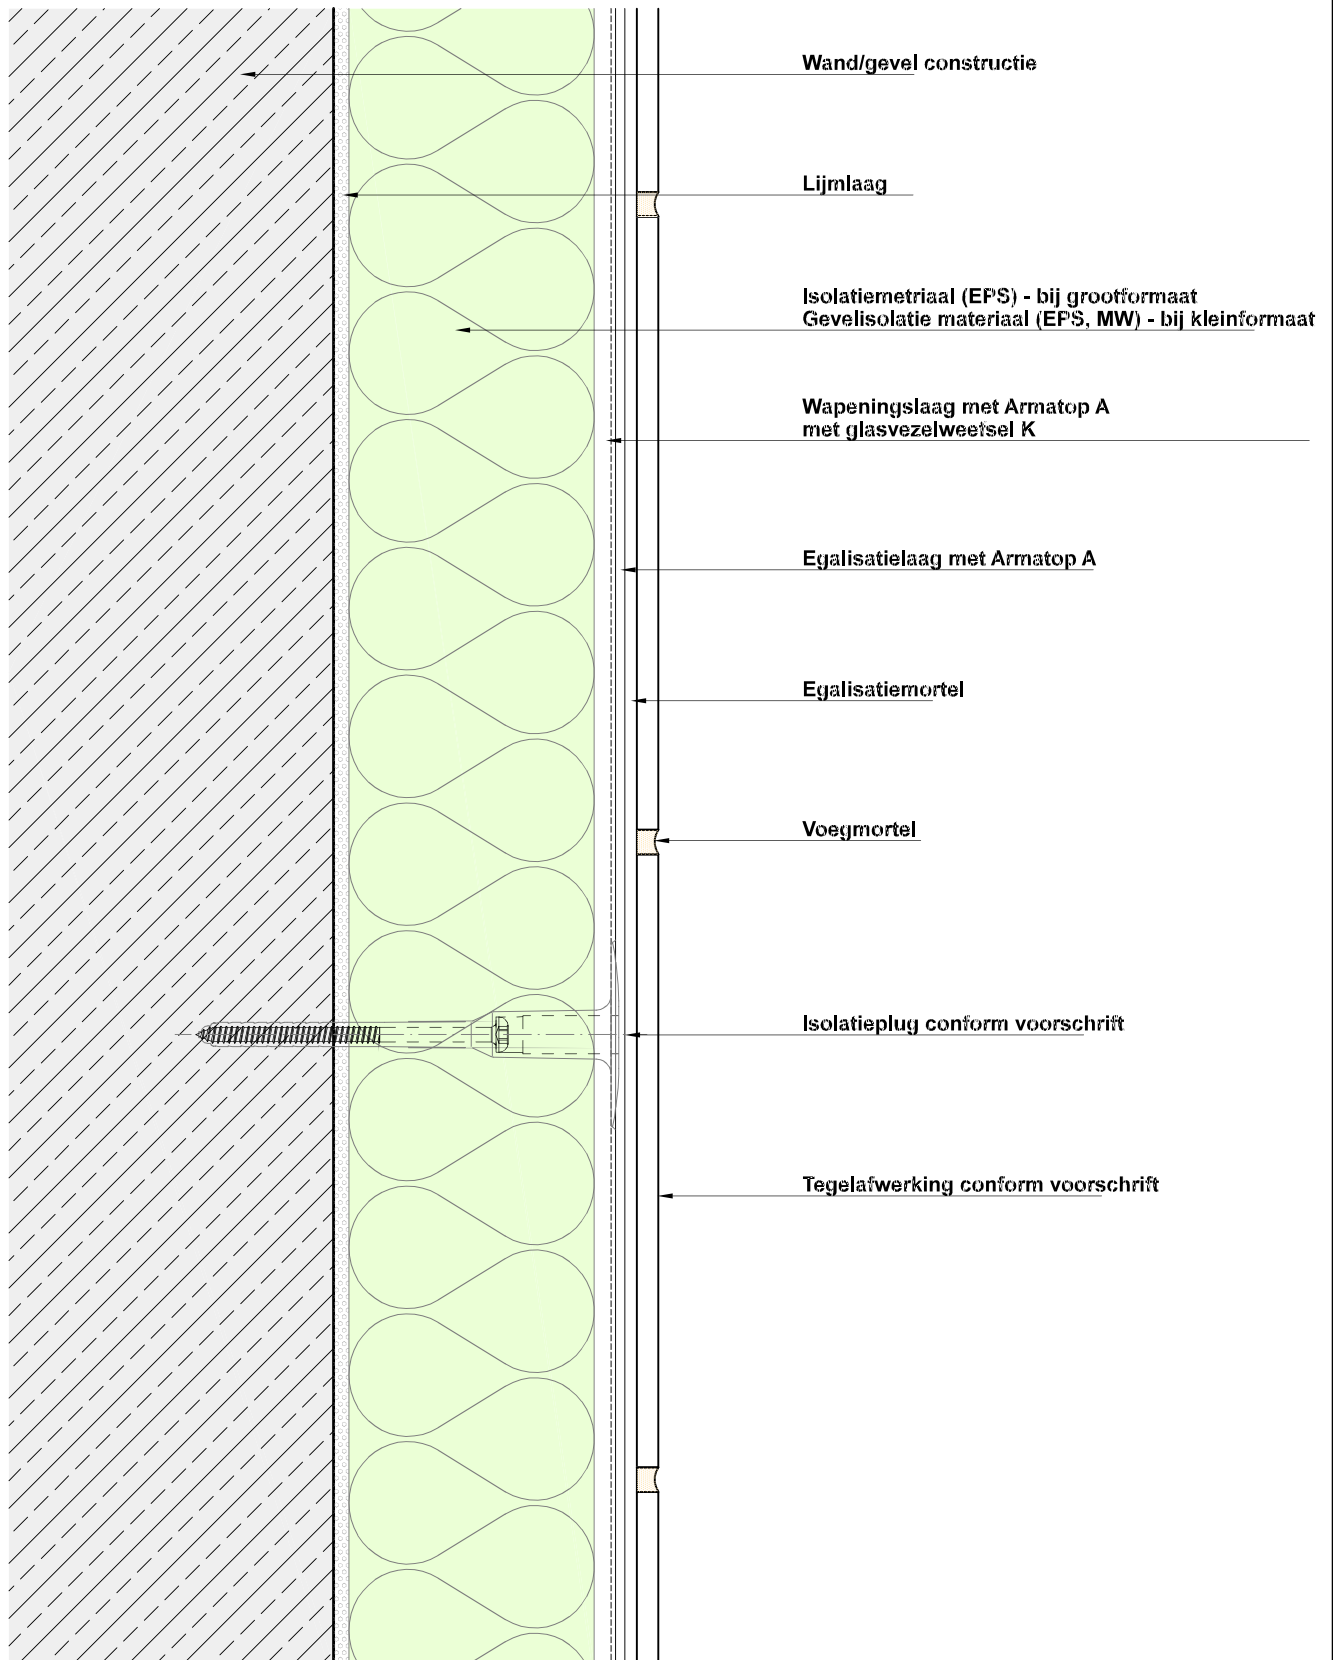 Wand/gevel constructie
Lijmlaag
Isolatiemetriaal (EPS) - bij grootformaat
Gevelisolatie materiaal (EPS, MW) - bij kleinformaat
Wapeningslaag met Armatop A
met glasvezelweefsel K
Egalisatielaag met Armatop A
Egalisatiemortel
Voegmortel
Isolatieplug conform voorschrift
Tegelafwerking conform voorschrift